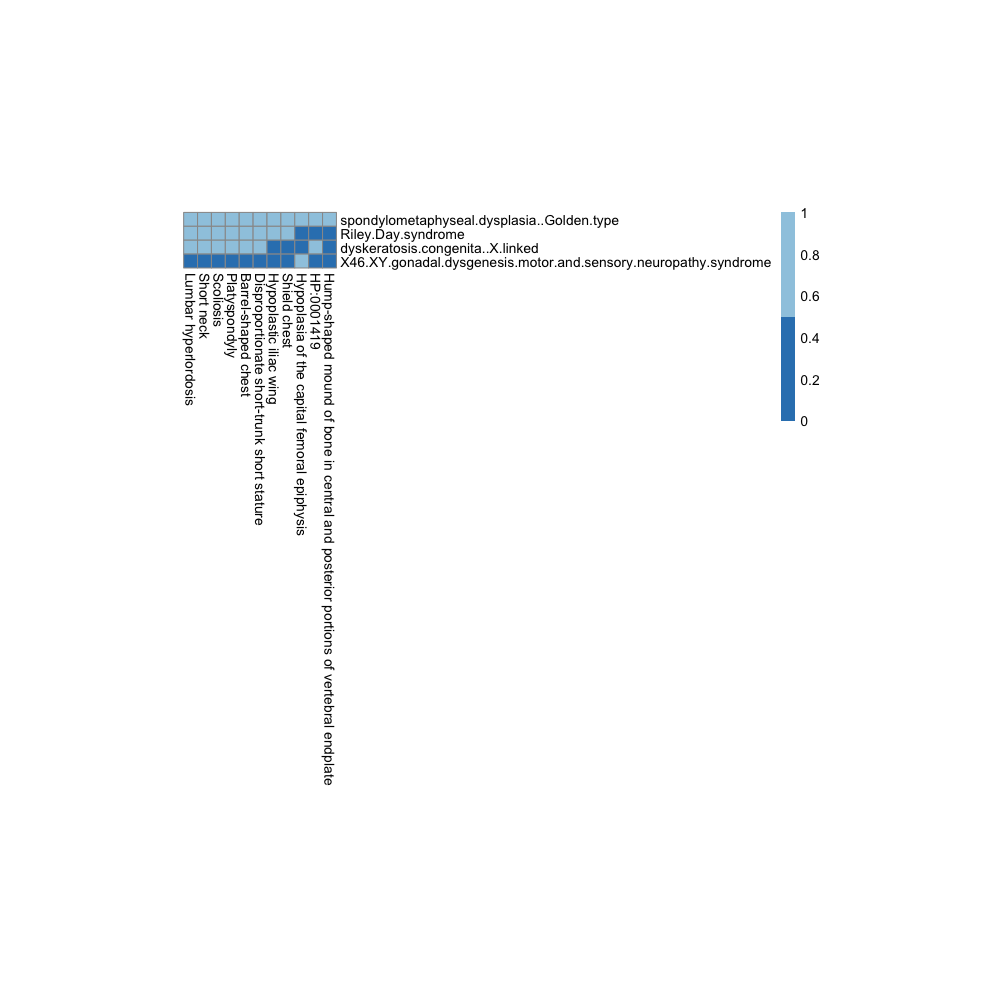 spondylometaphyseal.dysplasia..Golden.type
Riley.Day.syndrome
dyskeratosis.congenita..X.linked
X46.XY.gonadal.dysgenesis.motor.and.sensory.neuropathy.syndrome
Lumbar hyperlordosis
Short neck
Scoliosis
Platyspondyly
Barrel-shaped chest
Disproportionate short-trunk short stature
Hypoplastic iliac wing
Shield chest
Hypoplasia of the capital femoral epiphysis
HP:0001419
Hump-shaped mound of bone in central and posterior portions of vertebral endplate
1
0.8
0.6
0.4
0.2
0